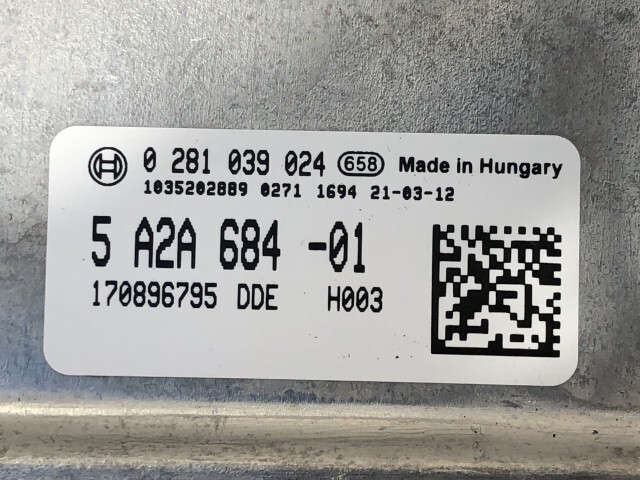 0 281 039 024 658 Made in Hungary
1035202889 0271 1694 21-03-12
5 A2A 684 -01
170896795 DDE H003